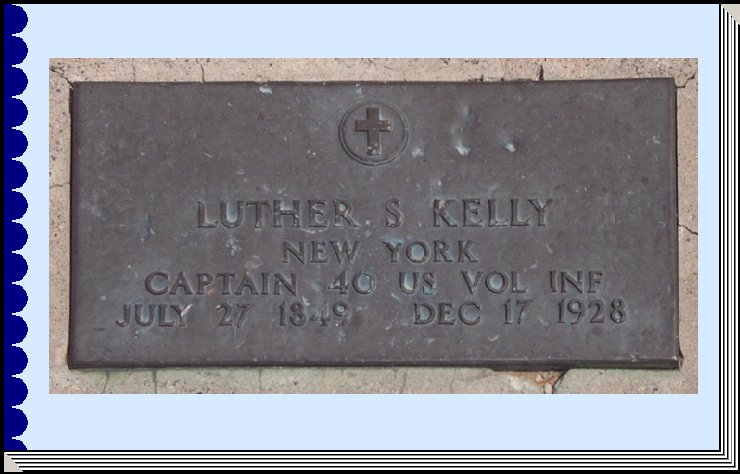 LUTHER S KELLY
NEW YORK
CAPTAIN 40 US VOL INF
JULY 27 1849 DEC 17 1928